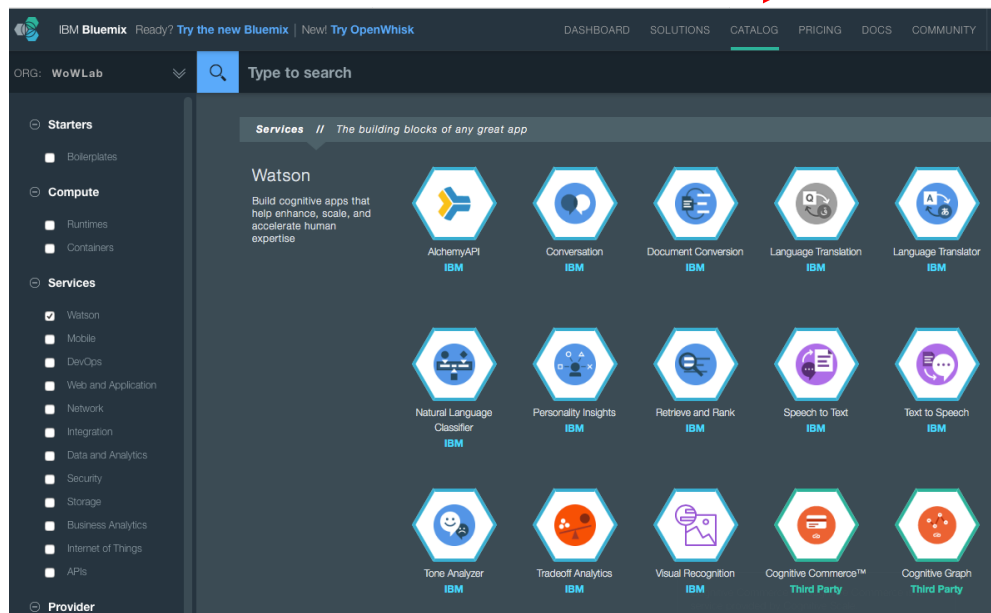 IBM Bluemix Ready? Try the new Bluemix | New! Try OpenWhisk
DASHBOARD SOLUTIONS CATALOG PRICING DOCS COMMUNITY
ORG: WoWLab
Type to search
Starters
Boilerplates
Compute
Runtimes
Containers
Services
Watson
Mobile
DevOps
Web and Application
Network
Integration
Data and Analytics
Security
Storage
Business Analytics
Internet of Things
APIs
Provider
Services // The building blocks of any great app
Watson
Build cognitive apps that
help enhance, scale, and
accelerate human
expertise
AlchemyAPI
IBM
Conversation
IBM
Document Conversion
IBM
Q
Language Translation
IBM
A
あ
Language Translator
IBM
Natural Language
Classifier
IBM
Personality Insights
IBM
Retrieve and Rank
IBM
Speech to Text
IBM
Text to Speech
IBM
Tone Analyzer
IBM
Tradeoff Analytics
IBM
Visual Recognition
IBM
Cognitive Commerce™
Third Party
Cognitive Graph
Third Party